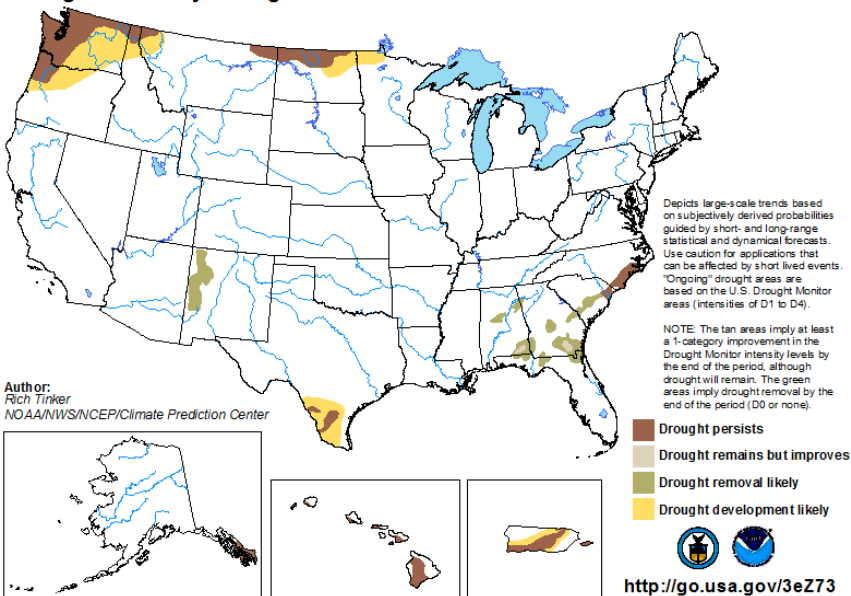 Depicts large-scale trends based
on subjectively derived probabilities
guided by short- and long-range
statistical and dynamical forecasts.
Use caution for applications that
can be affected by short lived events.
"Ongoing" drought areas are
based on the U.S. Drought Monitor
areas (intensities of D1 to D4).
NOTE: The tan areas imply at least
a 1-category improvement in the
Drought Monitor intensity levels by
the end of the period, although
drought will remain. The green
areas imply drought removal by the
end of the period (D0 or none).
Author:
Rich Tinker
NOAA/NWS/NCEP/Climate Prediction Center
Drought persists
Drought remains but improves
Drought removal likely
Drought development likely
http://go.usa.gov/3eZ73